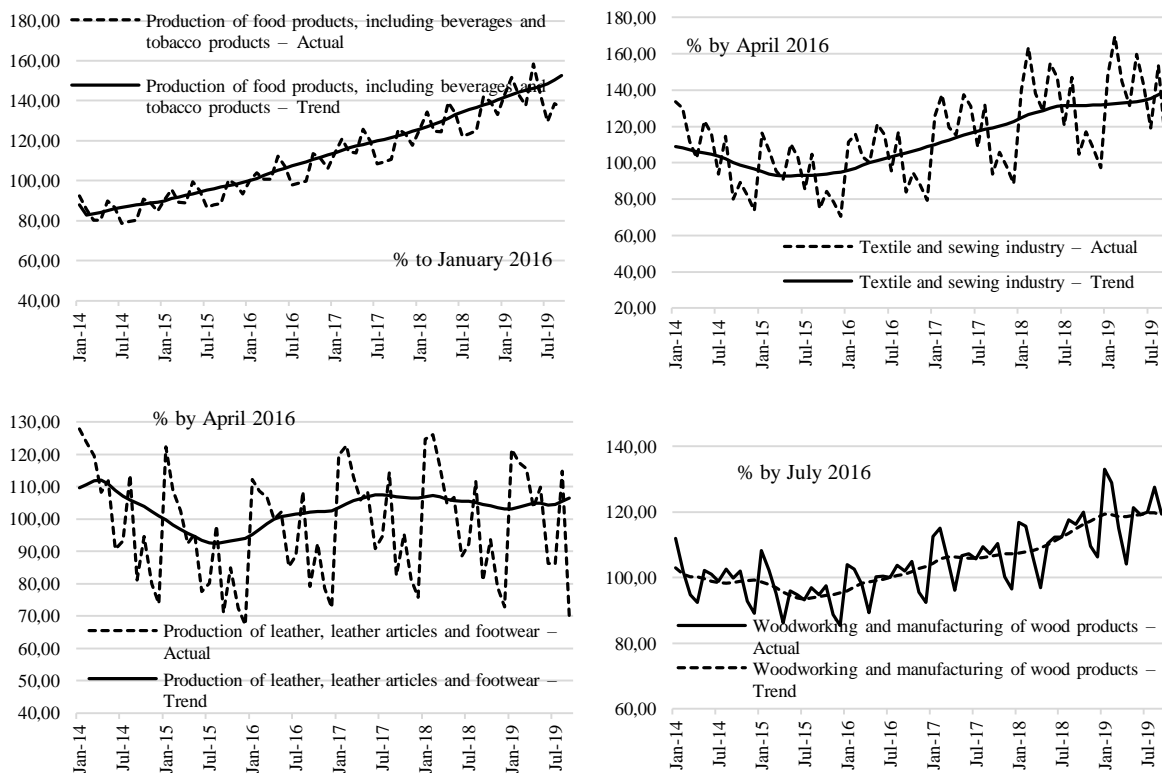 180,00
160,00
140,00
120,00
100,00
80,00
60,00
40,00
Production of food products, including beverages and
tobacco products – Actual
Production of food products, including beverages and
tobacco products – Trend
% to January 2016
Jan-14
Jul-14
Jan-15
Jul-15
Jan-16
Jul-16
Jan-17
Jul-17
Jan-18
Jul-18
Jan-19
Jul-19
180,00
160,00
140,00
120,00
100,00
80,00
60,00
40,00
20,00
% by April 2016
Textile and sewing industry – Actual
Textile and sewing industry – Trend
Jan-14
Jul-14
Jan-15
Jul-15
Jan-16
Jul-16
Jan-17
Jul-17
Jan-18
Jul-18
Jan-19
Jul-19
% by April 2016
130,00
120,00
110,00
100,00
90,00
80,00
70,00
60,00
50,00
40,00
Production of leather, leather articles and footwear –
Actual
Production of leather, leather articles and footwear –
Trend
Jan-14
Jul-14
Jan-15
Jul-15
Jan-16
Jul-16
Jan-17
Jul-17
Jan-18
Jul-18
Jan-19
Jul-19
140,00
120,00
100,00
80,00
60,00
% by July 2016
Woodworking and manufacturing of wood products –
Actual
Woodworking and manufacturing of wood products –
Trend
Jan-14
Jul-14
Jan-15
Jul-15
Jan-16
Jul-16
Jan-17
Jul-17
Jan-18
Jul-18
Jan-19
Jul-19